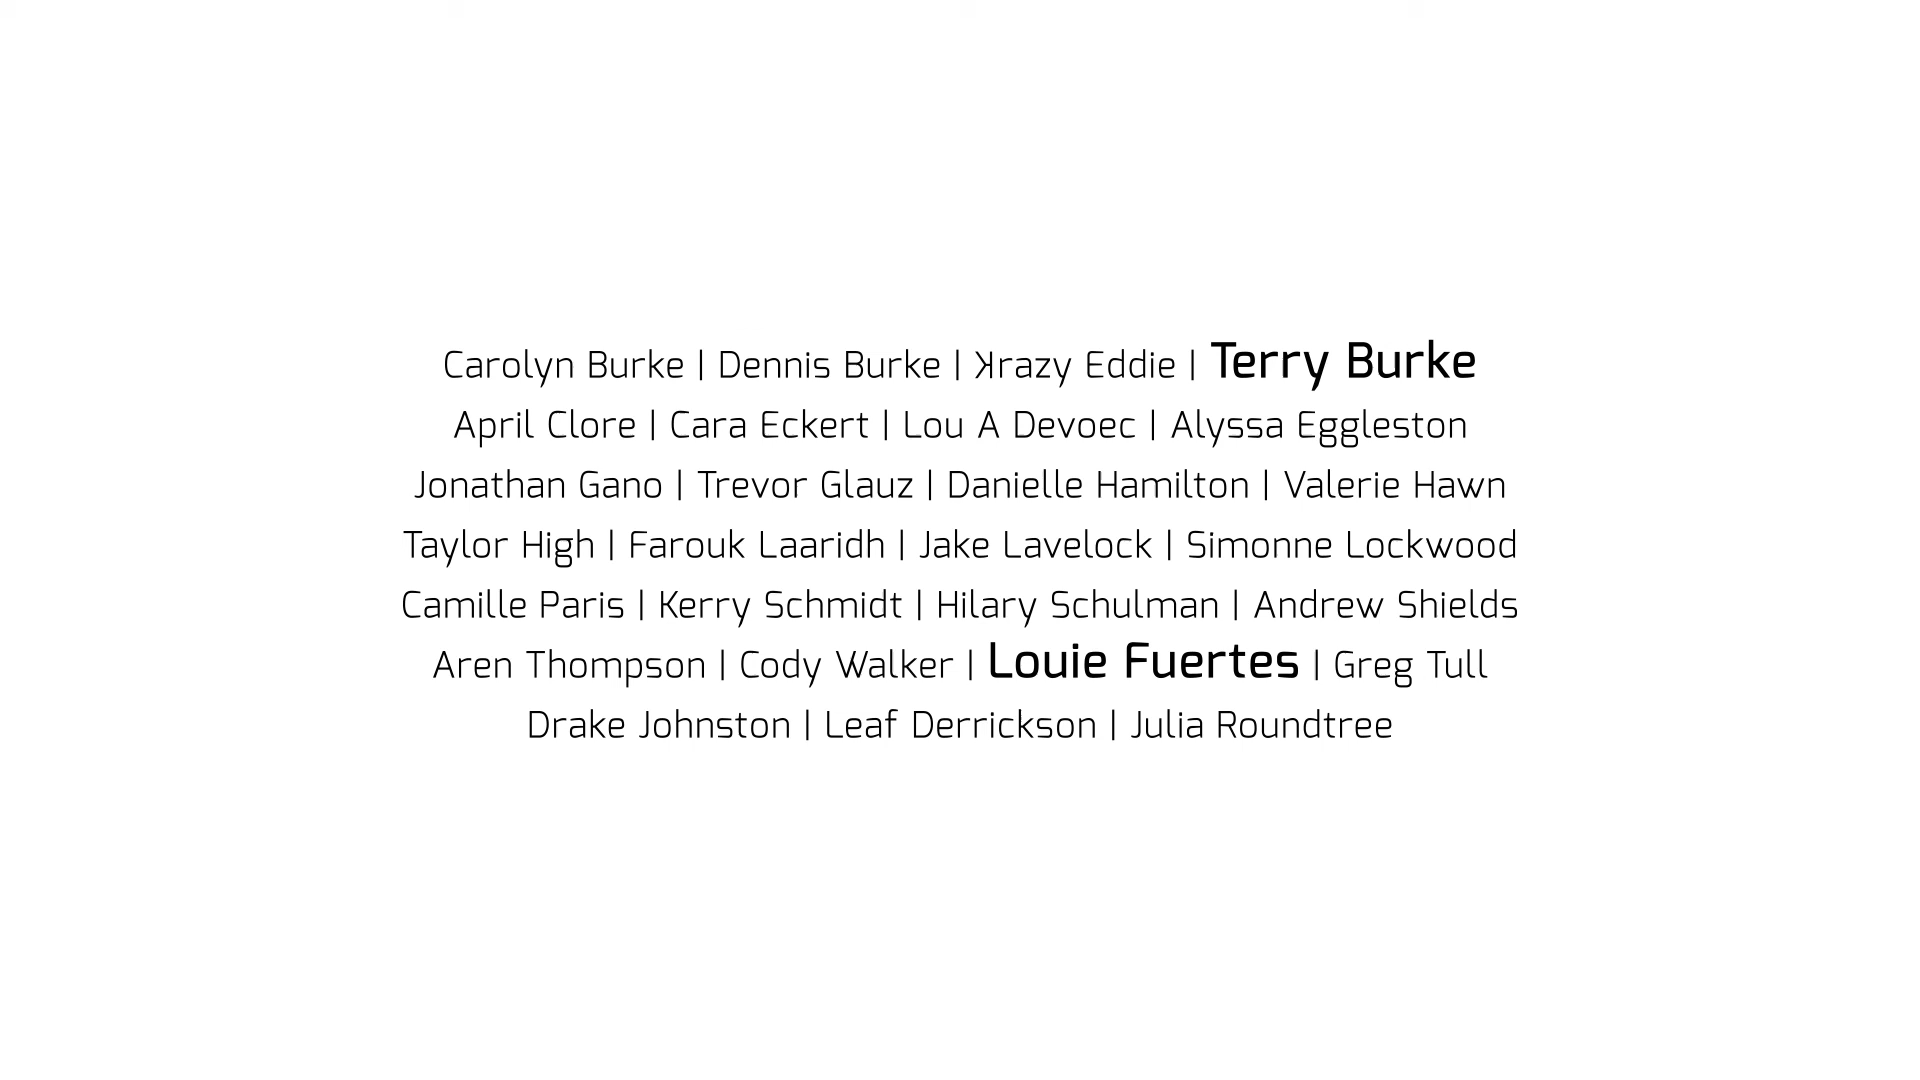 Carolyn Burke | Dennis Burke | ꓘrazy Eddie | Terry Burke
April Clore | Cara Eckert | Lou A Devoec | Alyssa Eggleston
Jonathan Gano | Trevor Glauz | Danielle Hamilton | Valerie Hawn
Taylor High | Farouk Laaridh | Jake Lavelock | Simonne Lockwood
Camille Paris | Kerry Schmidt | Hilary Schulman | Andrew Shields
Aren Thompson | Cody Walker | Louie Fuertes | Greg Tull
Drake Johnston | Leaf Derrickson | Julia Roundtree